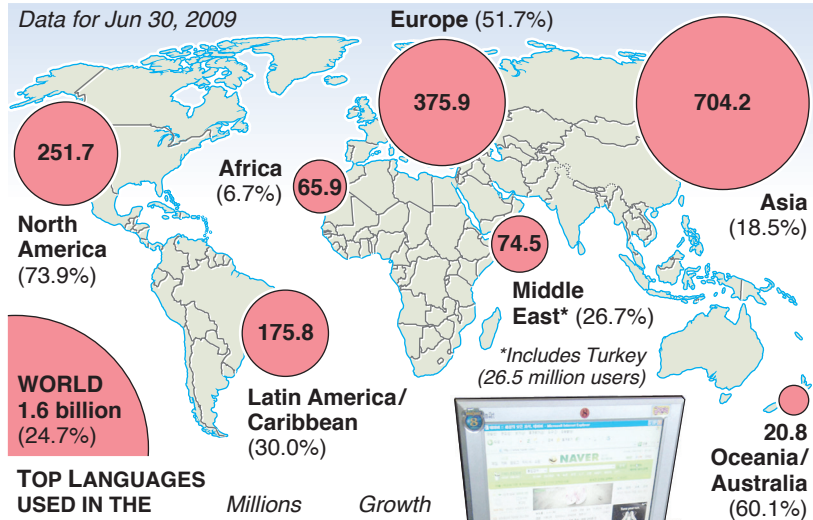 Data for Jun 30, 2009
Europe (51.7%)
375.9
704.2
Asia
(18.5%)
251.7
North
America
(73.9%)
Africa
(6.7%)
65.9
74.5
Middle
East* (26.7%)
*Includes Turkey
(26.5 million users)
175.8
Latin America/
Caribbean
(30.0%)
WORLD
1.6 billion
(24.7%)
20.8
Oceania/
Australia
(60.1%)
TOP LANGUAGES
USED IN THE
Millions Growth
NAVER